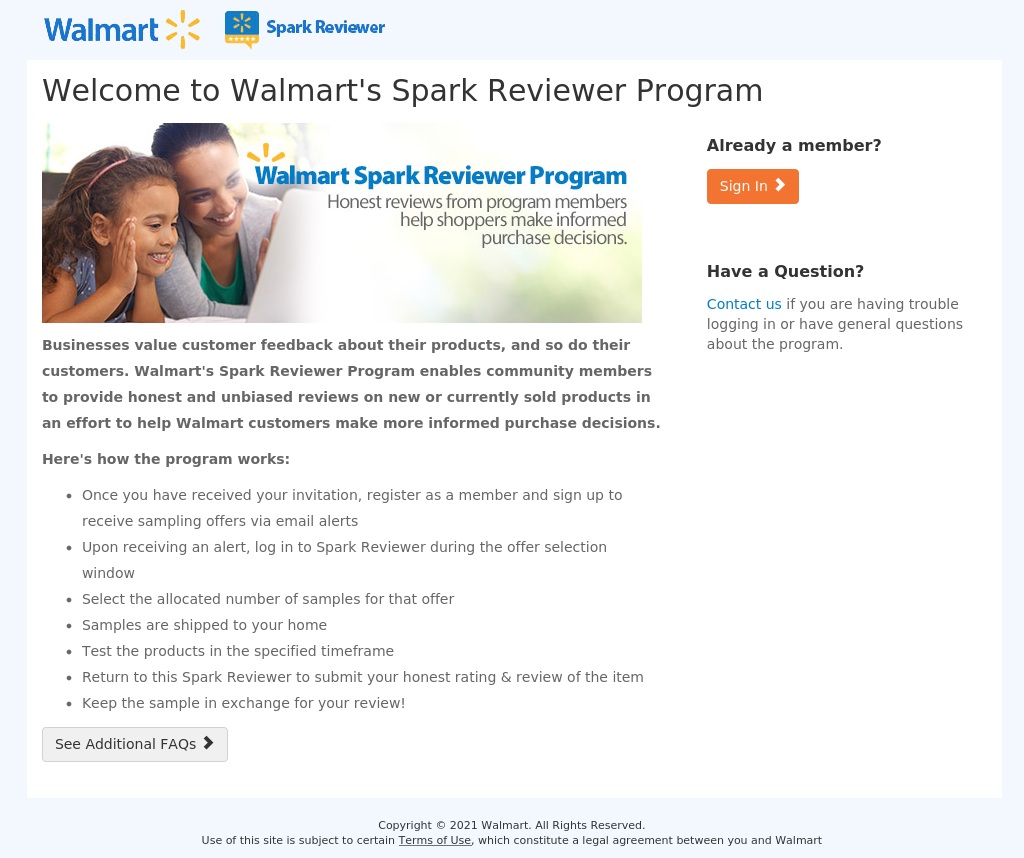 Walmart Spark Reviewer
Welcome to Walmart's Spark Reviewer Program
Walmart Spark Reviewer Program
Honest reviews from program members
help shoppers make informed
purchase decisions.
Businesses value customer feedback about their products, and so do their
customers. Walmart's Spark Reviewer Program enables community members
to provide honest and unbiased reviews on new or currently sold products in
an effort to help Walmart customers make more informed purchase decisions.
Here's how the program works:
• Once you have received your invitation, register as a member and sign up to
receive sampling offers via email alerts
• Upon receiving an alert, log in to Spark Reviewer during the offer selection
window
• Select the allocated number of samples for that offer
• Samples are shipped to your home
• Test the products in the specified timeframe
• Return to this Spark Reviewer to submit your honest rating & review of the item
• Keep the sample in exchange for your review!
See Additional FAQs
Already a member?
Sign In
Have a Question?
Contact us if you are having trouble
logging in or have general questions
about the program.
Copyright © 2021 Walmart. All Rights Reserved.
Use of this site is subject to certain Terms of Use, which constitute a legal agreement between you and Walmart